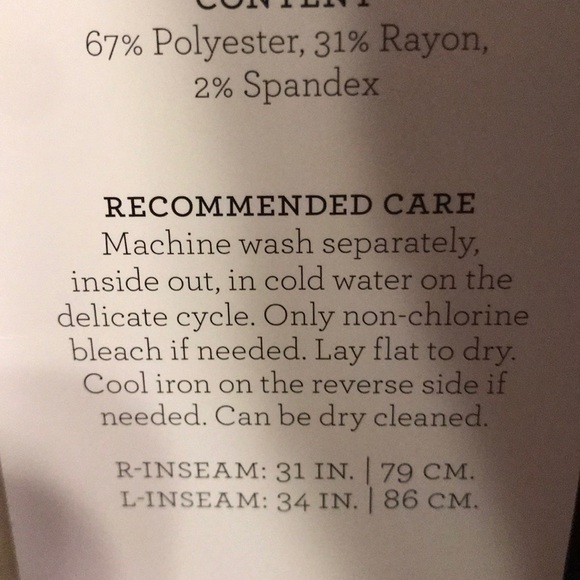 CONTENT
67% Polyester, 31% Rayon,
2% Spandex
RECOMMENDED CARE
Machine wash separately,
inside out, in cold water on the
delicate cycle. Only non-chlorine
bleach if needed. Lay flat to dry.
Cool iron on the reverse side if
needed. Can be dry cleaned.
R-INSEAM: 31 IN. | 79 CM.
L-INSEAM: 34 IN. | 86 CM.